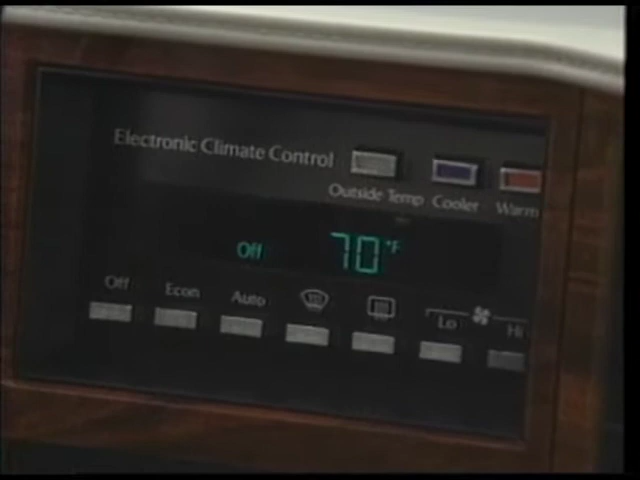 Electronic Climate Control
Outside Temp Cooler Warm
Off 70°F
Off Econ Auto Lo Hi